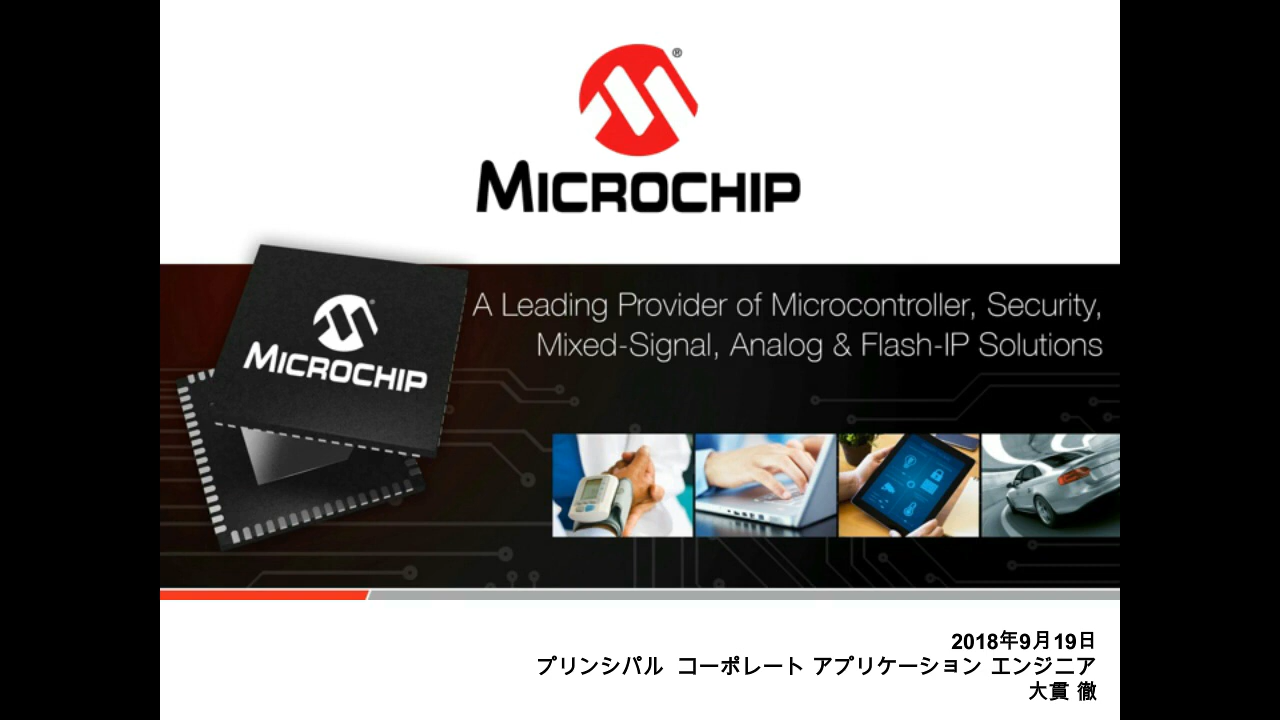 ®
MICROCHIP
A Leading Provider of Microcontroller, Security,
Mixed-Signal, Analog & Flash-IP Solutions
MICROCHIP
2018年9月19日
プリンシパル コーポレート アプリケーション エンジニア
大貫 徹